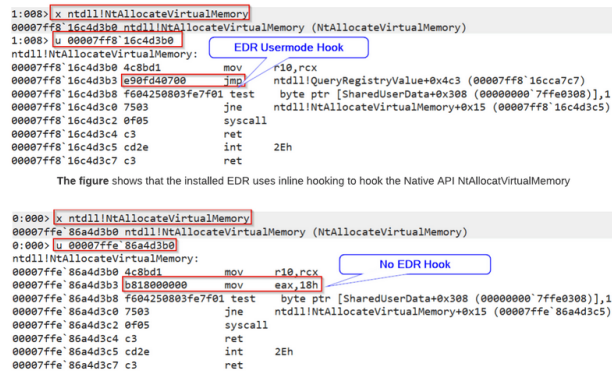 1:008> x ntdll!NtAllocateVirtualMemory
00007ff8`16c4d3b0 ntdll!NtAllocateVirtualMemory (NtAllocateVirtualMemory)
1:008> u 00007ff8`16c4d3b0
EDR Usermode Hook
ntdll!NtAllocateVirtualMemory:
00007ff8`16c4d3b0 4c8bd1 mov r10,rcx
00007ff8`16c4d3b3 e90fd40700 jmp ntdll!QueryRegistryValue+0x4c3 (00007ff8`16cca7c7)
00007ff8`16c4d3b8 f604250803fe7f01 test byte ptr [SharedUserData+0x308 (00000000`7ffe0308)],1
00007ff8`16c4d3c0 7503 jne ntdll!NtAllocateVirtualMemory+0x15 (00007ff8`16c4d3c5)
00007ff8`16c4d3c2 0f05 syscall
00007ff8`16c4d3c4 c3 ret
00007ff8`16c4d3c5 cd2e int 2Eh
00007ff8`16c4d3c7 c3 ret
The figure shows that the installed EDR uses inline hooking to hook the Native API NtAllocatVirtualMemory
0:000> x ntdll!NtAllocateVirtualMemory
00007ffe`86a4d3b0 ntdll!NtAllocateVirtualMemory (NtAllocateVirtualMemory)
0:000> u 00007ffe`86a4d3b0
No EDR Hook
ntdll!NtAllocateVirtualMemory:
00007ffe`86a4d3b0 4c8bd1 mov r10,rcx
00007ffe`86a4d3b3 b818000000 mov eax,18h
00007ffe`86a4d3b8 f604250803fe7f01 test byte ptr [SharedUserData+0x308 (00000000`7ffe0308)],1
00007ffe`86a4d3c0 7503 jne ntdll!NtAllocateVirtualMemory+0x15 (00007ffe`86a4d3c5)
00007ffe`86a4d3c2 0f05 syscall
00007ffe`86a4d3c4 c3 ret
00007ffe`86a4d3c5 cd2e int 2Eh
00007ffe`86a4d3c7 c3 ret